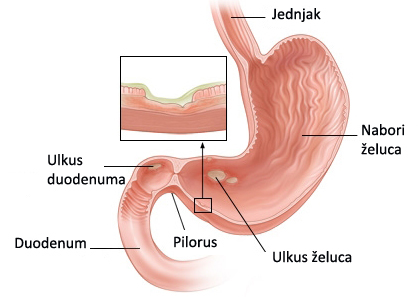 Jednjak
Nabori
želuca
Ulkus
duodenuma
Duodenum
Pilorus
Ulkus želuca